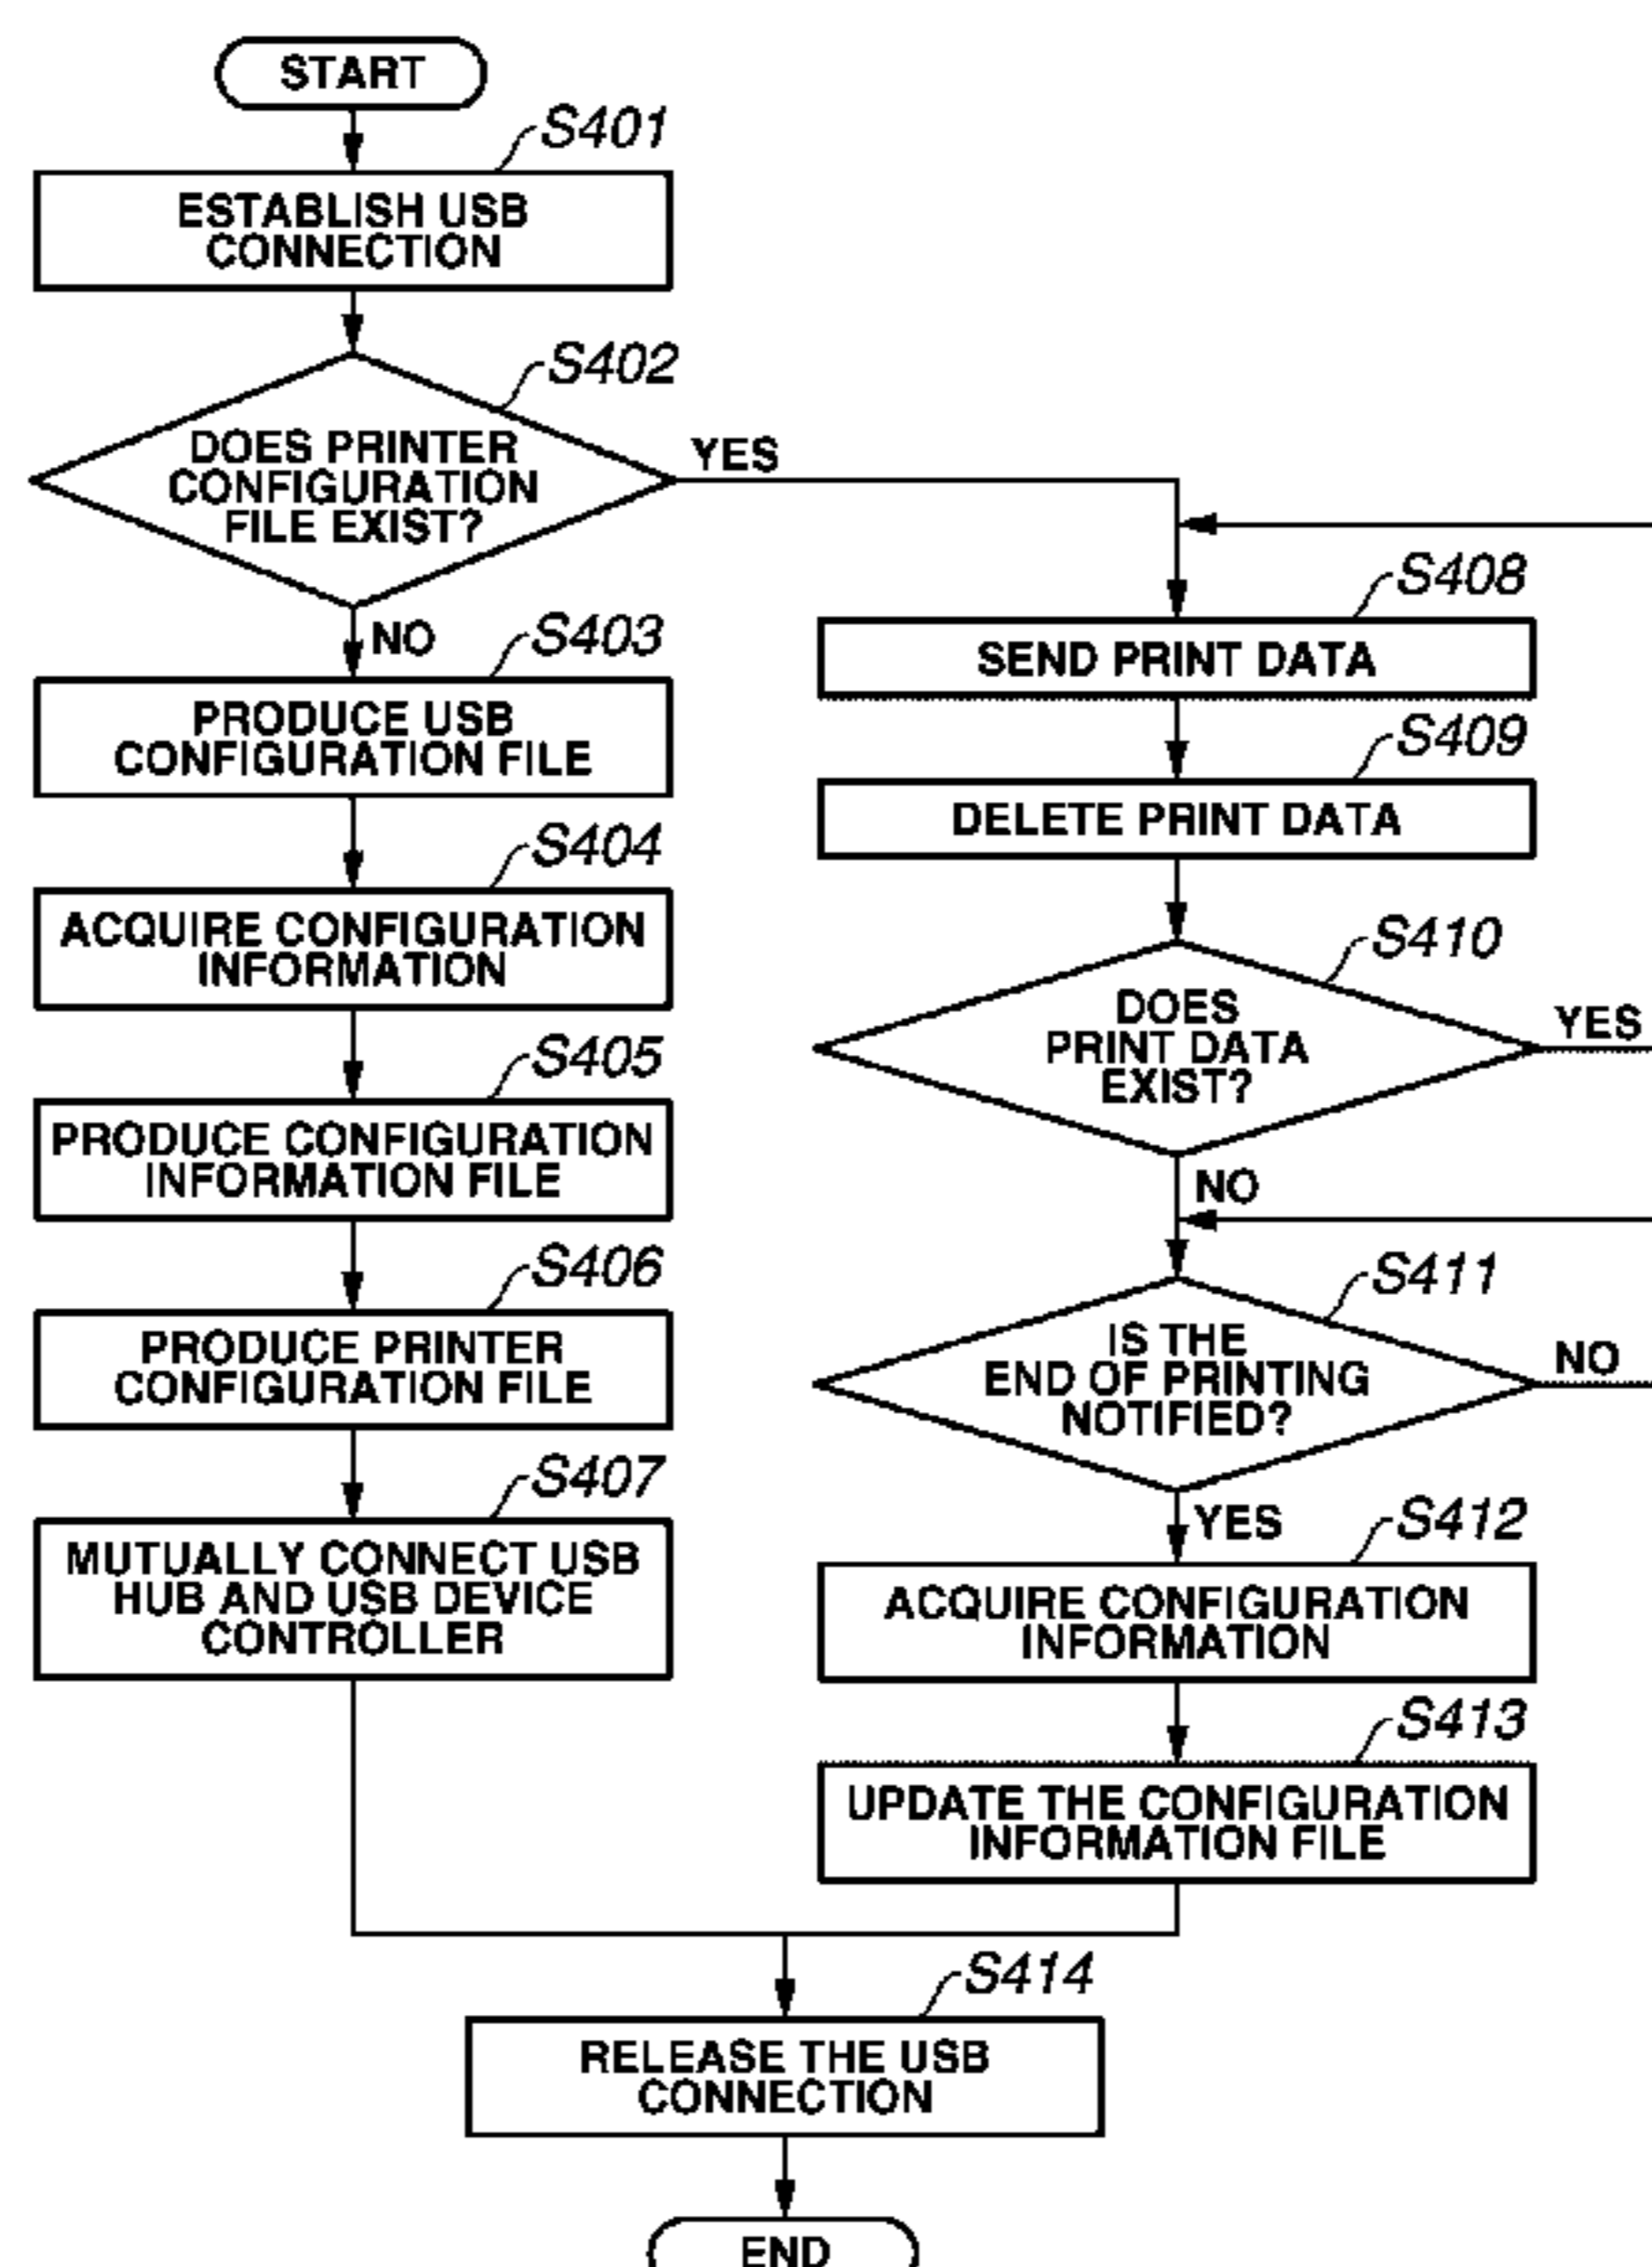 START
S401
ESTABLISH USB
CONNECTION
S402
DOES PRINTER
CONFIGURATION
FILE EXIST?
YES
NO
S403
PRODUCE USB
CONFIGURATION FILE
S404
ACQUIRE CONFIGURATION
INFORMATION
S405
PRODUCE CONFIGURATION
INFORMATION FILE
S406
PRODUCE PRINTER
CONFIGURATION FILE
S407
MUTUALLY CONNECT USB
HUB AND USB DEVICE
CONTROLLER
S408
SEND PRINT DATA
S409
DELETE PRINT DATA
S410
DOES
PRINT DATA
EXIST?
YES
NO
S411
IS THE
END OF PRINTING
NOTIFIED?
NO
YES
S412
ACQUIRE CONFIGURATION
INFORMATION
S413
UPDATE THE CONFIGURATION
INFORMATION FILE
S414
RELEASE THE USB
CONNECTION
END